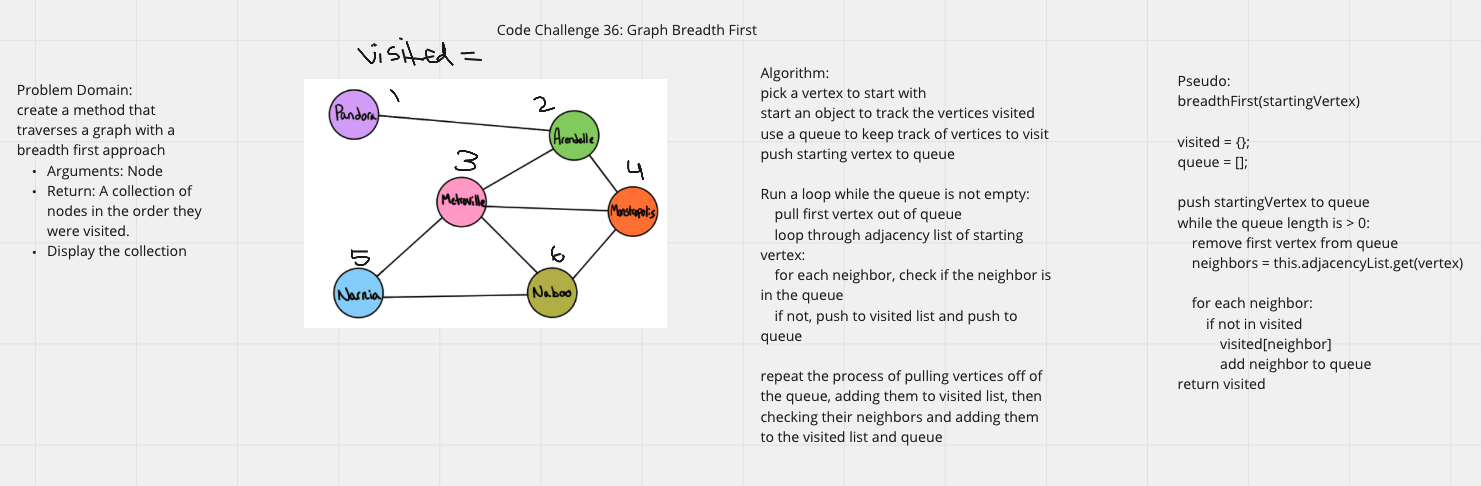 Code Challenge 36: Graph Breadth First
visited =
Problem Domain:
create a method that
traverses a graph with a
breadth first approach
• Arguments: Node
• Return: A collection of
nodes in the order they
were visited.
• Display the collection
Pandora
1
2
Arendelle
3
Metroville
4
Monstropolis
5
Narnia
6
Naboo
Algorithm:
pick a vertex to start with
start an object to track the vertices visited
use a queue to keep track of vertices to visit
push starting vertex to queue
Run a loop while the queue is not empty:
pull first vertex out of queue
loop through adjacency list of starting
vertex:
for each neighbor, check if the neighbor is
in the queue
if not, push to visited list and push to
queue
repeat the process of pulling vertices off of
the queue, adding them to visited list, then
checking their neighbors and adding them
to the visited list and queue
Pseudo:
breadthFirst(startingVertex)
visited = {};
queue = [];
push startingVertex to queue
while the queue length is > 0:
remove first vertex from queue
neighbors = this.adjacencyList.get(vertex)
for each neighbor:
if not in visited
visited[neighbor]
add neighbor to queue
return visited